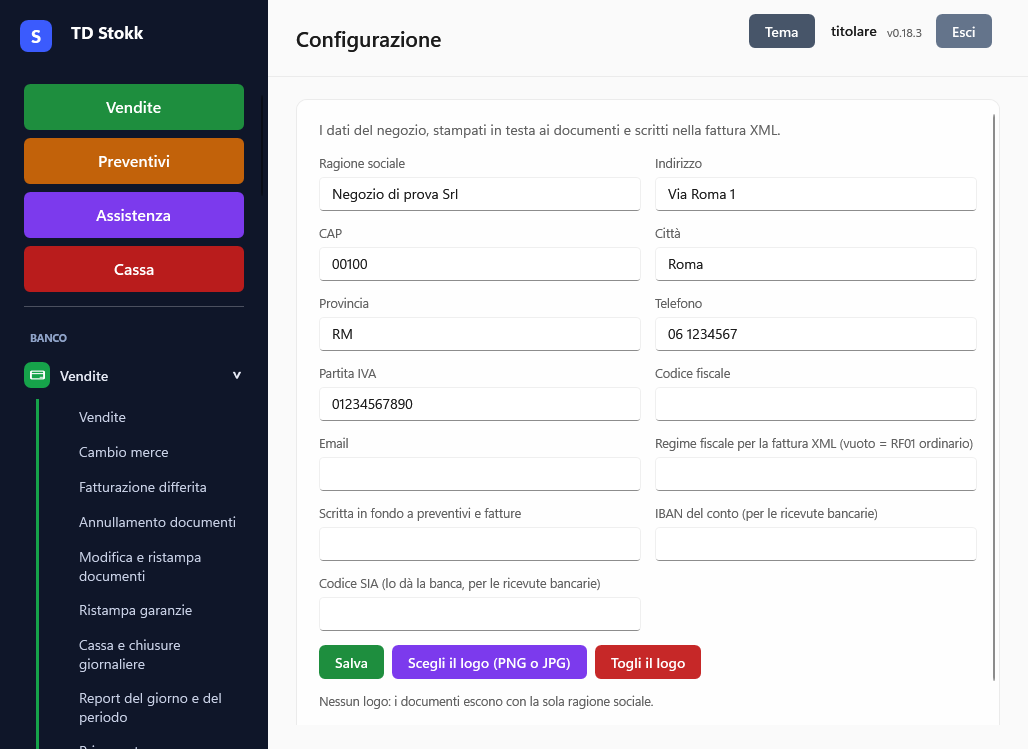 S
TD Stokk
Vendite
Preventivi
Assistenza
Cassa
BANCO
Vendite
Vendite
Cambio merce
Fatturazione differita
Annullamento documenti
Modifica e ristampa
documenti
Ristampa garanzie
Cassa e chiusure
giornaliere
Report del giorno e del
periodo
Configurazione
Tema
titolare
v0.18.3
Esci
I dati del negozio, stampati in testa ai documenti e scritti nella fattura XML.
Ragione sociale
Indirizzo
Negozio di prova Srl
Via Roma 1
CAP
Città
00100
Roma
Provincia
Telefono
RM
06 1234567
Partita IVA
Codice fiscale
01234567890
Email
Regime fiscale per la fattura XML (vuoto = RF01 ordinario)
Scritta in fondo a preventivi e fatture
IBAN del conto (per le ricevute bancarie)
Codice SIA (lo dà la banca, per le ricevute bancarie)
Salva
Scegli il logo (PNG o JPG)
Togli il logo
Nessun logo: i documenti escono con la sola ragione sociale.